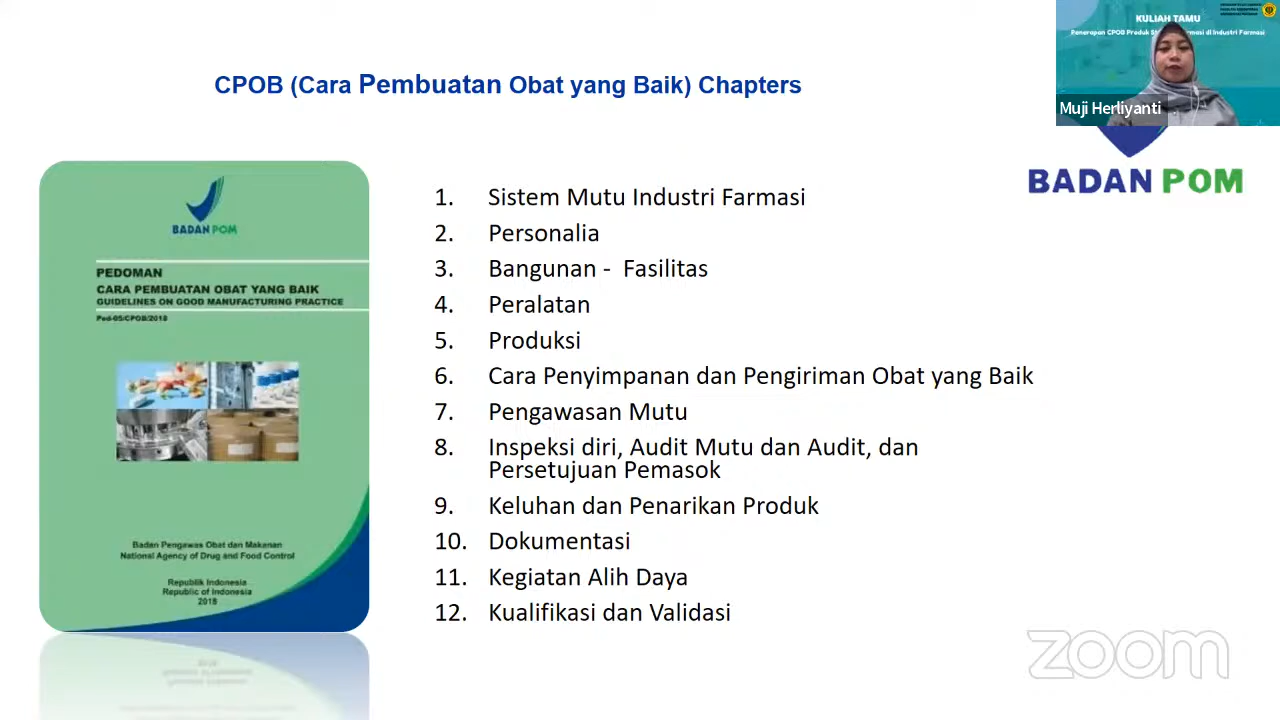 KULIAH TAMU
Muji Herliyanti
CPOB (Cara Pembuatan Obat yang Baik) Chapters
BADAN POM
BADAN POM
PEDOMAN
CARA PEMBUATAN OBAT YANG BAIK
GUIDELINES ON GOOD MANUFACTURING PRACTICE
Ped-05/CPOB/2018
Badan Pengawas Obat dan Makanan
National Agency of Drug and Food Control
Republik Indonesia
Republic of Indonesia
2018
1. Sistem Mutu Industri Farmasi
2. Personalia
3. Bangunan - Fasilitas
4. Peralatan
5. Produksi
6. Cara Penyimpanan dan Pengiriman Obat yang Baik
7. Pengawasan Mutu
8. Inspeksi diri, Audit Mutu dan Audit, dan
Persetujuan Pemasok
9. Keluhan dan Penarikan Produk
10. Dokumentasi
11. Kegiatan Alih Daya
12. Kualifikasi dan Validasi
zoom